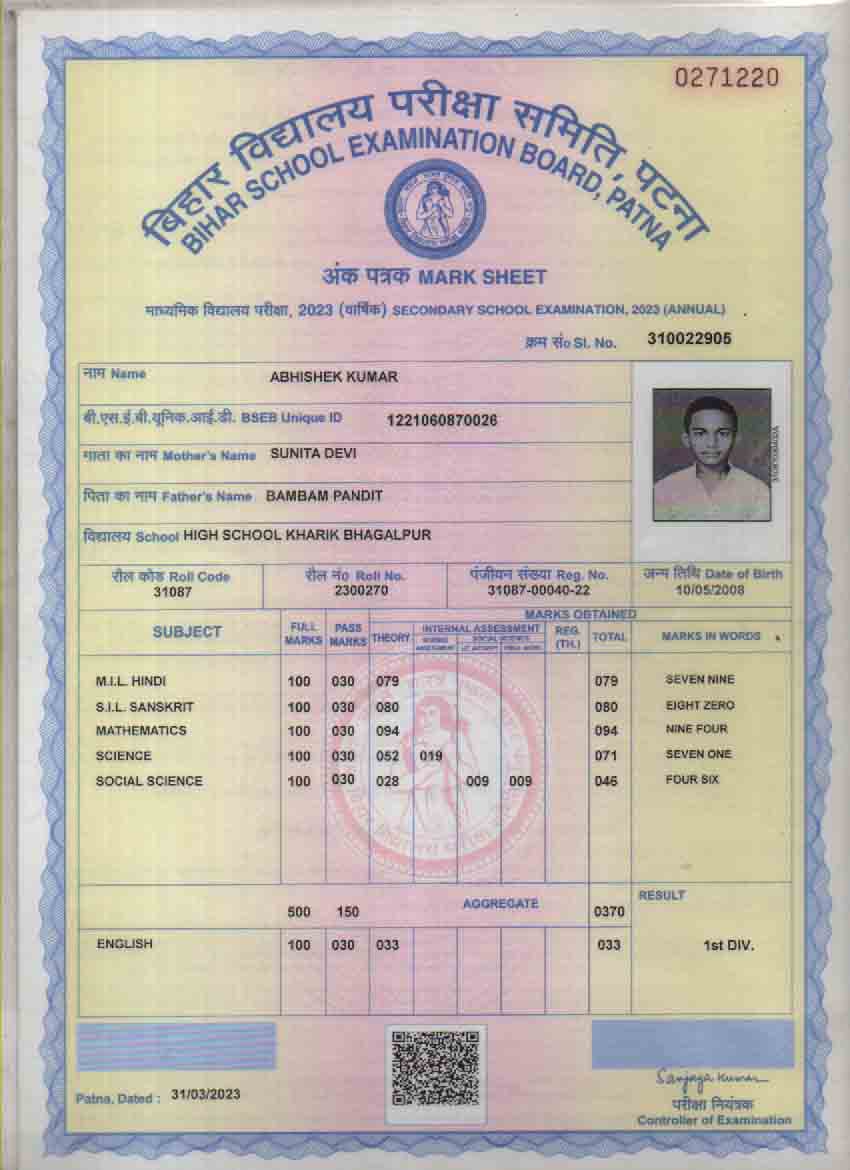 0271220
बिहार विद्यालय परीक्षा समिति, पटना
BIHAR SCHOOL EXAMINATION BOARD, PATNA
अंक पत्रक MARK SHEET
माध्यमिक विद्यालय परीक्षा, 2023 (वार्षिक) SECONDARY SCHOOL EXAMINATION, 2023 (ANNUAL)
क्रम सं० Sl. No. 310022905
नाम Name ABHISHEK KUMAR
बी.एस.ई.बी.यूनिक.आई.डी. BSEB Unique ID 1221060870026
माता का नाम Mother's Name SUNITA DEVI
पिता का नाम Father's Name BAMBAM PANDIT
विद्यालय School HIGH SCHOOL KHARIK BHAGALPUR
रौल कोड Roll Code रौल नं० Roll No. पंजीयन संख्या Reg. No. जन्म तिथि Date of Birth
31087 2300270 31087-00040-22 10/05/2008
SUBJECT FULL MARKS PASS MARKS MARKS OBTAINED
THEORY INTERNAL ASSESSMENT REG. (TH.) TOTAL MARKS IN WORDS
M.I.L. HINDI 100 030 079 079 SEVEN NINE
S.I.L. SANSKRIT 100 030 080 080 EIGHT ZERO
MATHEMATICS 100 030 094 094 NINE FOUR
SCIENCE 100 030 052 019 071 SEVEN ONE
SOCIAL SCIENCE 100 030 028 009 009 046 FOUR SIX
500 150 AGGREGATE 0370 RESULT
ENGLISH 100 030 033 033 1st DIV.
Patna, Dated : 31/03/2023
Sanjaya Kumar
परीक्षा नियंत्रक
Controller of Examination